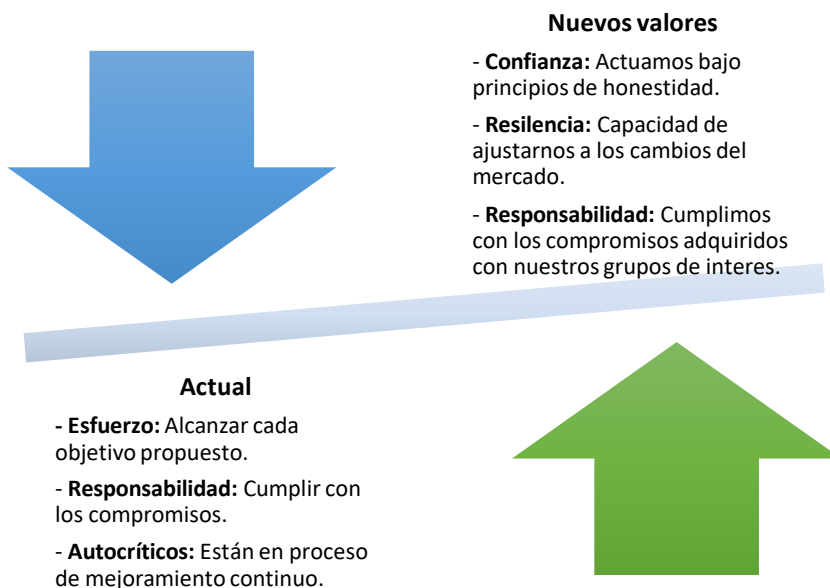 Nuevos valores
- Confianza: Actuamos bajo
principios de honestidad.
- Resilencia: Capacidad de
ajustarnos a los cambios del
mercado.
- Responsabilidad: Cumplimos
con los compromisos adquiridos
con nuestros grupos de interes.
Actual
- Esfuerzo: Alcanzar cada
objetivo propuesto.
- Responsabilidad: Cumplir con
los compromisos.
- Autocríticos: Están en proceso
de mejoramiento continuo.